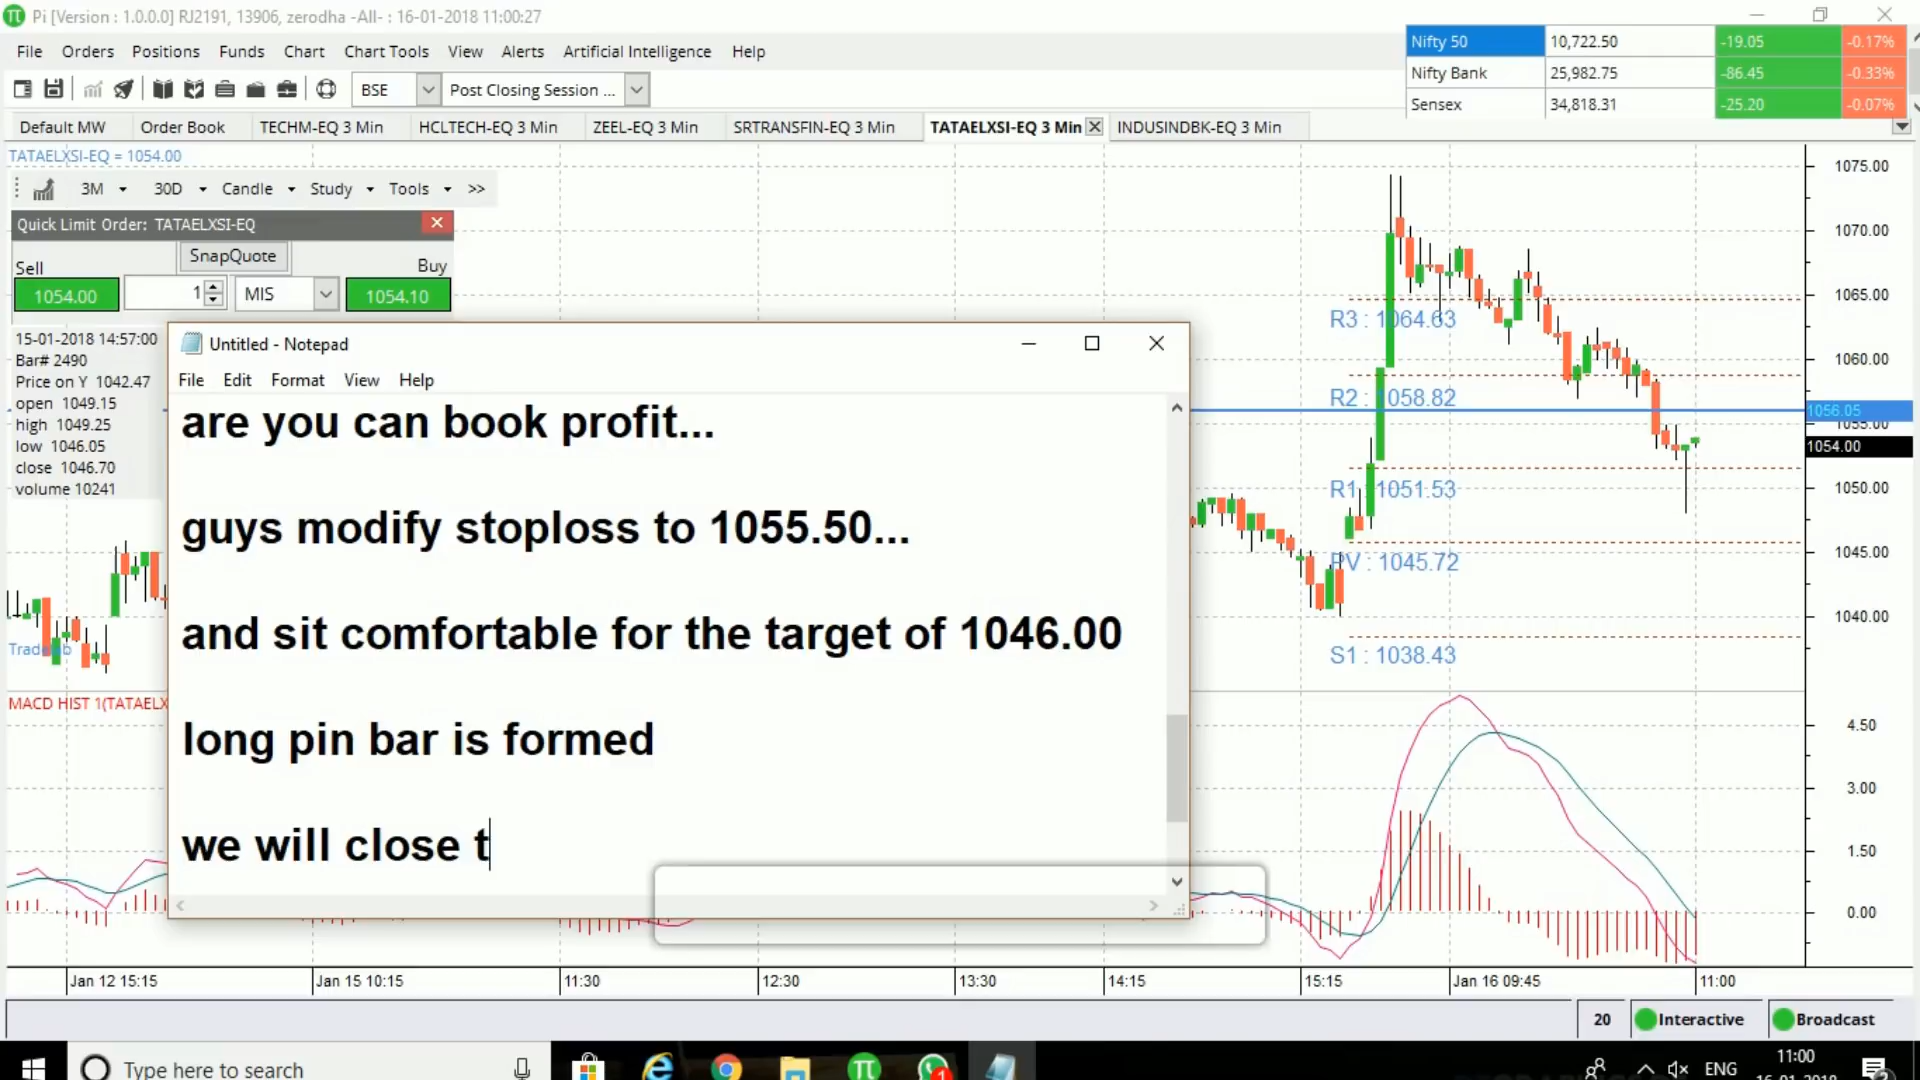 Pi [Version : 1.0.0.0] RJ2191, 13906, zerodha -All- : 16-01-2018 11:00:27
File Orders Positions Funds Chart Chart Tools View Alerts Artificial Intelligence Help
Nifty 50 10,722.50 -19.05 -0.17%
Nifty Bank 25,982.75 -86.45 -0.33%
Sensex 34,818.31 -25.20 -0.07%
BSE Post Closing Session ...
Default MW Order Book TECHM-EQ 3 Min HCLTECH-EQ 3 Min ZEEL-EQ 3 Min SRTRANSFIN-EQ 3 Min TATAELXSI-EQ 3 Min INDUSINDBK-EQ 3 Min
TATAELXSI-EQ = 1054.00
3M 30D Candle Study Tools >>
Quick Limit Order: TATAELXSI-EQ
SnapQuote
Sell Buy
1054.00 1 MIS 1054.10
15-01-2018 14:57:00
Bar# 2490
Price on Y 1042.47
open 1049.15
high 1049.25
low 1046.05
close 1046.70
volume 10241
Untitled - Notepad
File Edit Format View Help
are you can book profit...
guys modify stoploss to 1055.50...
and sit comfortable for the target of 1046.00
long pin bar is formed
we will close t
R3 : 1064.63
R2 : 1058.82
R1 : 1051.53
PV : 1045.72
S1 : 1038.43
1075.00
1070.00
1065.00
1060.00
1056.05
1055.00
1054.00
1050.00
1045.00
1040.00
MACD HIST 1(TATAELX
4.50
3.00
1.50
0.00
Jan 12 15:15 Jan 15 10:15 11:30 12:30 13:30 14:15 15:15 Jan 16 09:45 11:00
20 Interactive Broadcast
Type here to search
1
ENG
11:00
16-01-2018